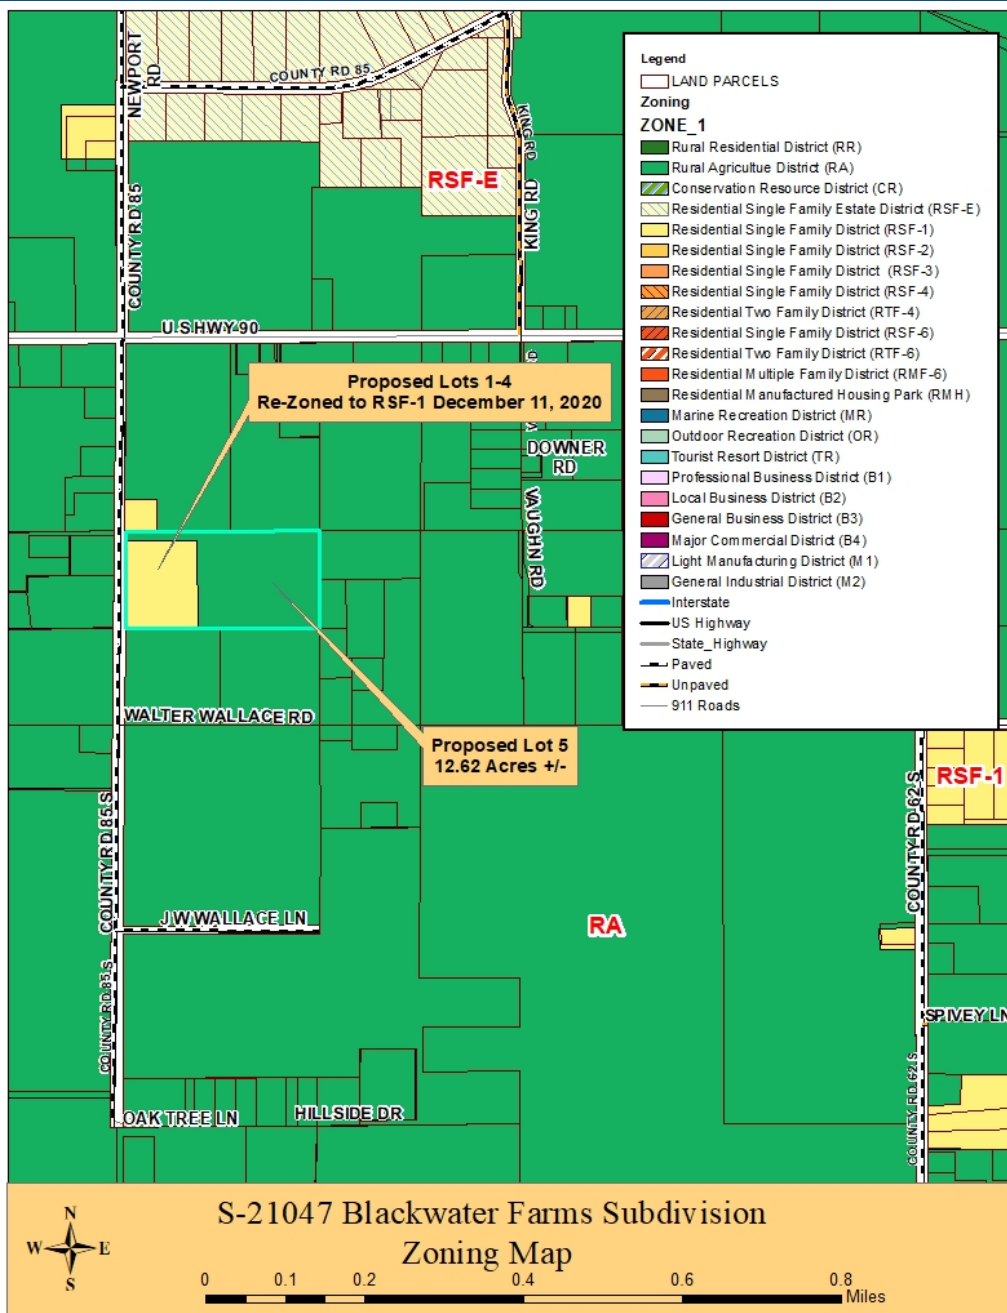 NEWPORT
RD
COUNTY RD 85
KING RD
RSF-E
KING RD
COUNTY RD 85
U S HWY 90
Proposed Lots 1-4
Re-Zoned to RSF-1 December 11, 2020
DOWNER
RD
VAUGHN RD
WALTER WALLACE RD
Proposed Lot 5
12.62 Acres +/-
RSF-1
COUNTY RD 85 S
COUNTY RD 62 S
J W WALLACE LN
RA
COUNTY RD 85 S
SPIVEY LN
COUNTY RD 62 S
OAK TREE LN
HILLSIDE DR
Legend
LAND PARCELS
Zoning
ZONE_1
Rural Residential District (RR)
Rural Agricultue District (RA)
Conservation Resource District (CR)
Residential Single Family Estate District (RSF-E)
Residential Single Family District (RSF-1)
Residential Single Family District (RSF-2)
Residential Single Family District (RSF-3)
Residential Single Family District (RSF-4)
Residential Two Family District (RTF-4)
Residential Single Family District (RSF-6)
Residential Two Family District (RTF-6)
Residential Multiple Family District (RMF-6)
Residential Manufactured Housing Park (RMH)
Marine Recreation District (MR)
Outdoor Recreation District (OR)
Tourist Resort District (TR)
Professional Business District (B1)
Local Business District (B2)
General Business District (B3)
Major Commercial District (B4)
Light Manufacturing District (M1)
General Industrial District (M2)
Interstate
US Highway
State_Highway
Paved
Unpaved
911 Roads
N
W E
S
S-21047 Blackwater Farms Subdivision
Zoning Map
0 0.1 0.2 0.4 0.6 0.8
Miles